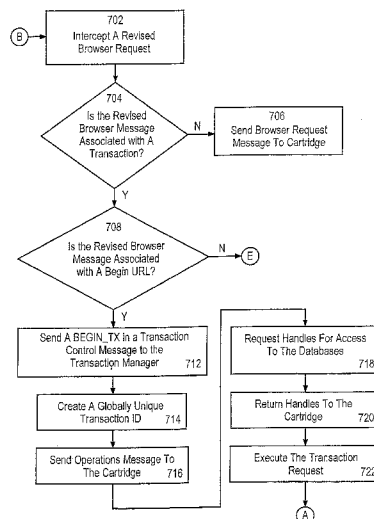 702
B
Intercept A Revised
Browser Request
704
Is the Revised
Browser Message
Associated with A
Transaction?
N
706
Send Browser Request
Message To Cartridge
Y
708
Is the Revised Browser
Message Associated
with A Begin URL?
N
E
Y
Send A BEGIN_TX in a Transaction
Control Message to the
Transaction Manager
712
Create A Globally Unique
Transaction ID
714
Send Operations Message To
The Cartridge
716
Request Handles For Access
To The Databases
718
Return Handles To The
Cartridge
720
Execute The Transaction
Request
722
A